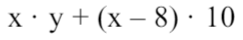 x · y + (x – 8) · 10